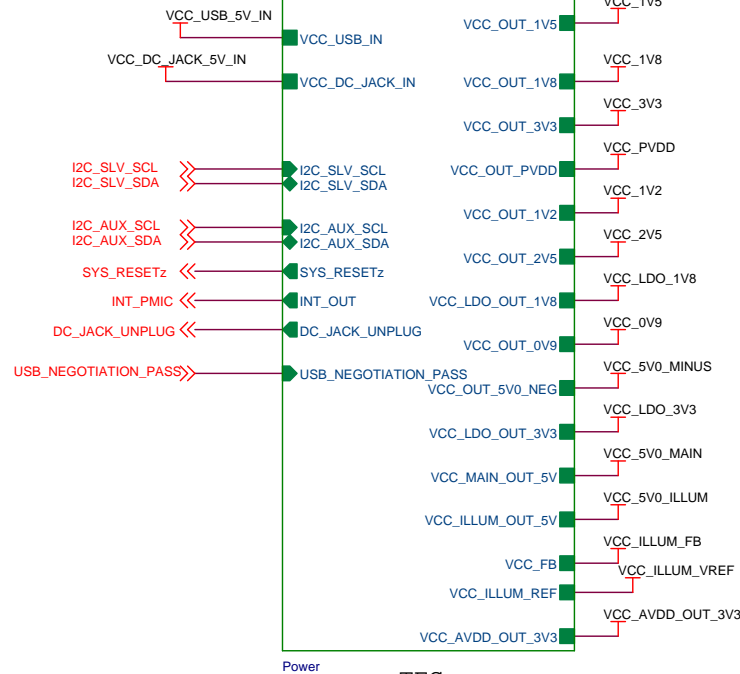 VCC_1V5
VCC_USB_5V_IN
VCC_OUT_1V5
VCC_USB_IN
VCC_DC_JACK_5V_IN
VCC_1V8
VCC_DC_JACK_IN
VCC_OUT_1V8
VCC_3V3
VCC_OUT_3V3
VCC_PVDD
I2C_SLV_SCL
I2C_SLV_SCL
VCC_OUT_PVDD
I2C_SLV_SDA
I2C_SLV_SDA
VCC_1V2
VCC_OUT_1V2
I2C_AUX_SCL
I2C_AUX_SCL
VCC_2V5
I2C_AUX_SDA
I2C_AUX_SDA
VCC_OUT_2V5
SYS_RESETz
SYS_RESETz
VCC_LDO_1V8
INT_PMIC
INT_OUT
VCC_LDO_OUT_1V8
VCC_0V9
DC_JACK_UNPLUG
DC_JACK_UNPLUG
VCC_OUT_0V9
VCC_5V0_MINUS
USB_NEGOTIATION_PASS
USB_NEGOTIATION_PASS
VCC_OUT_5V0_NEG
VCC_LDO_3V3
VCC_LDO_OUT_3V3
VCC_5V0_MAIN
VCC_MAIN_OUT_5V
VCC_5V0_ILLUM
VCC_ILLUM_OUT_5V
VCC_ILLUM_FB
VCC_FB
VCC_ILLUM_VREF
VCC_ILLUM_REF
VCC_AVDD_OUT_3V3
VCC_AVDD_OUT_3V3
Power